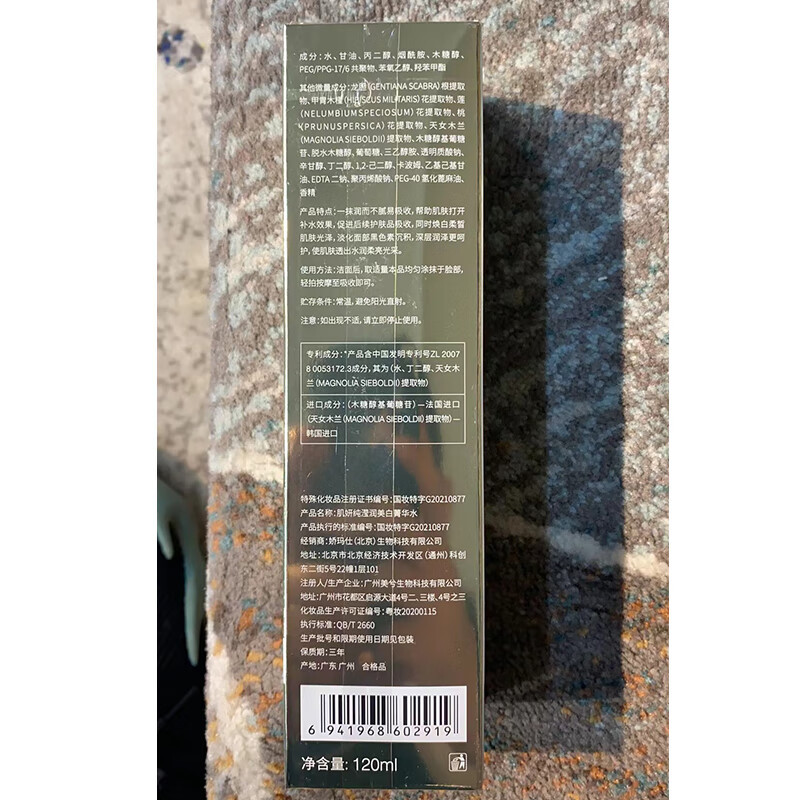 成分：水、甘油、丙二醇、烟酰胺、木糖醇、
PEG/PPG-17/6 共聚物、苯氧乙醇、羟苯甲酯
其他微量成分：龙胆(GENTIANA SCABRA)根提取
物、甲胄木槿(HIBISCUS MILITARIS)花提取物、莲
(NELUMBIUM SPECIOSUM) 花提取物、桃
(PRUNUS PERSICA) 花提取物、天女木兰
(MAGNOLIA SIEBOLDII)提取物、木糖醇基葡糖
苷、脱水木糖醇、葡萄糖、三乙醇胺、透明质酸钠、
辛甘醇、丁二醇、1,2-己二醇、卡波姆、乙基己基甘
油、EDTA 二钠、聚丙烯酸钠、PEG-40 氢化蓖麻油、
香精
产品特点：一抹润而不腻易吸收，帮助肌肤打开
补水效果，促进后续护肤品吸收，同时焕白柔皙
肌肤光泽，淡化面部黑色素沉积，深层润泽更呵
护，使肌肤透出水润柔亮光采。
使用方法：洁面后，取适量本品均匀涂抹于脸部，
轻拍按摩至吸收即可。
贮存条件：常温，避免阳光直射。
注意：如出现不适，请立即停止使用。
专利成分：*产品含中国发明专利号ZL 2007
8 0053172.3成分，其为（水、丁二醇、天女木
兰(MAGNOLIA SIEBOLDII)提取物）
进口成分：（木糖醇基葡糖苷）—法国进口
（天女木兰(MAGNOLIA SIEBOLDII)提取物）—
韩国进口
特殊化妆品注册证书编号：国妆特字G20210877
产品名称：肌妍纯滢润美白菁华水
产品执行的标准编号：国妆特字G20210877
经销商：娇玛仕（北京）生物科技有限公司
地址：北京市北京经济技术开发区（通州）科创
东二街5号22幢1层101
注册人/生产企业：广州美兮生物科技有限公司
地址：广州市花都区启源大道4号二、三楼、4号之三
化妆品生产许可证编号：粤妆20200115
执行标准：QB/T 2660
生产批号和限期使用日期见包装
保质期：三年
产地：广东 广州 合格品
6 941968 602919
净含量：120ml